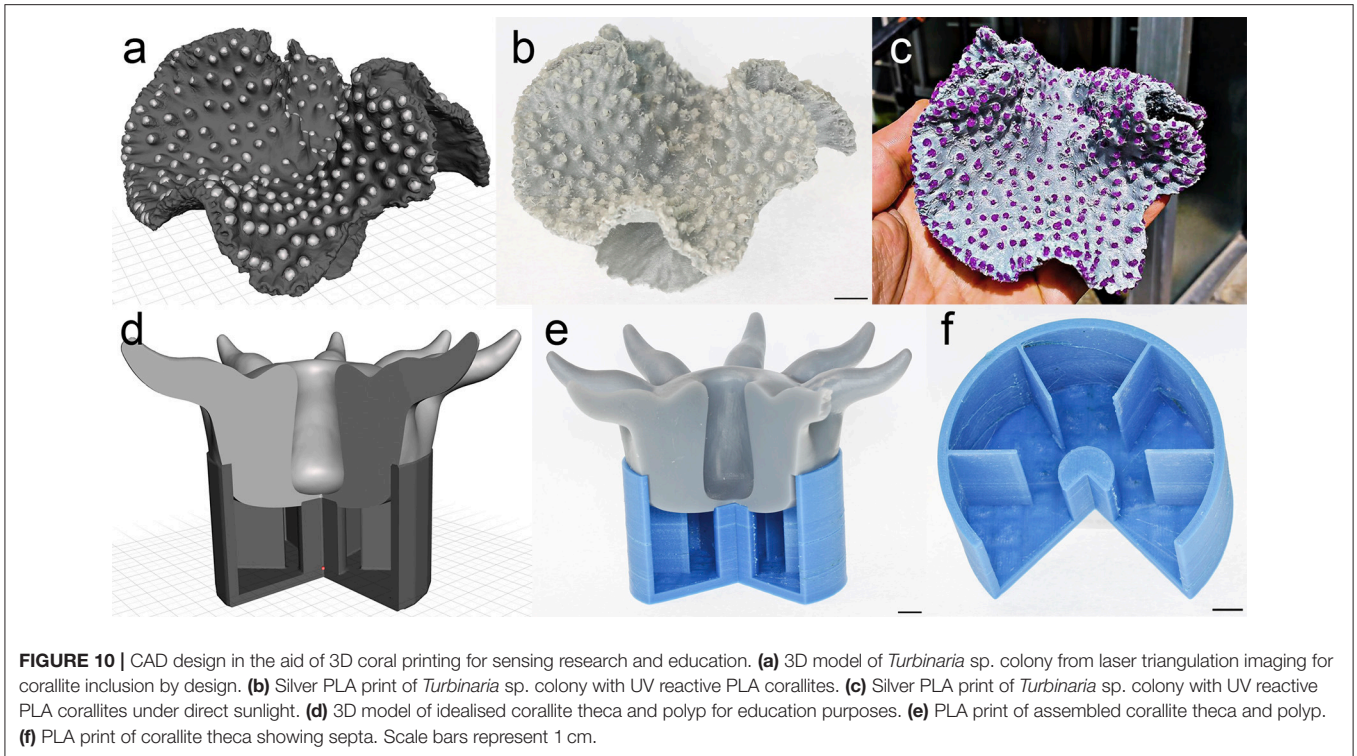 a
b
c
d
e
f
FIGURE 10 | CAD design in the aid of 3D coral printing for sensing research and education. (a) 3D model of Turbinaria sp. colony from laser triangulation imaging for
corallite inclusion by design. (b) Silver PLA print of Turbinaria sp. colony with UV reactive PLA corallites. (c) Silver PLA print of Turbinaria sp. colony with UV reactive
PLA corallites under direct sunlight. (d) 3D model of idealised corallite theca and polyp for education purposes. (e) PLA print of assembled corallite theca and polyp.
(f) PLA print of corallite theca showing septa. Scale bars represent 1 cm.